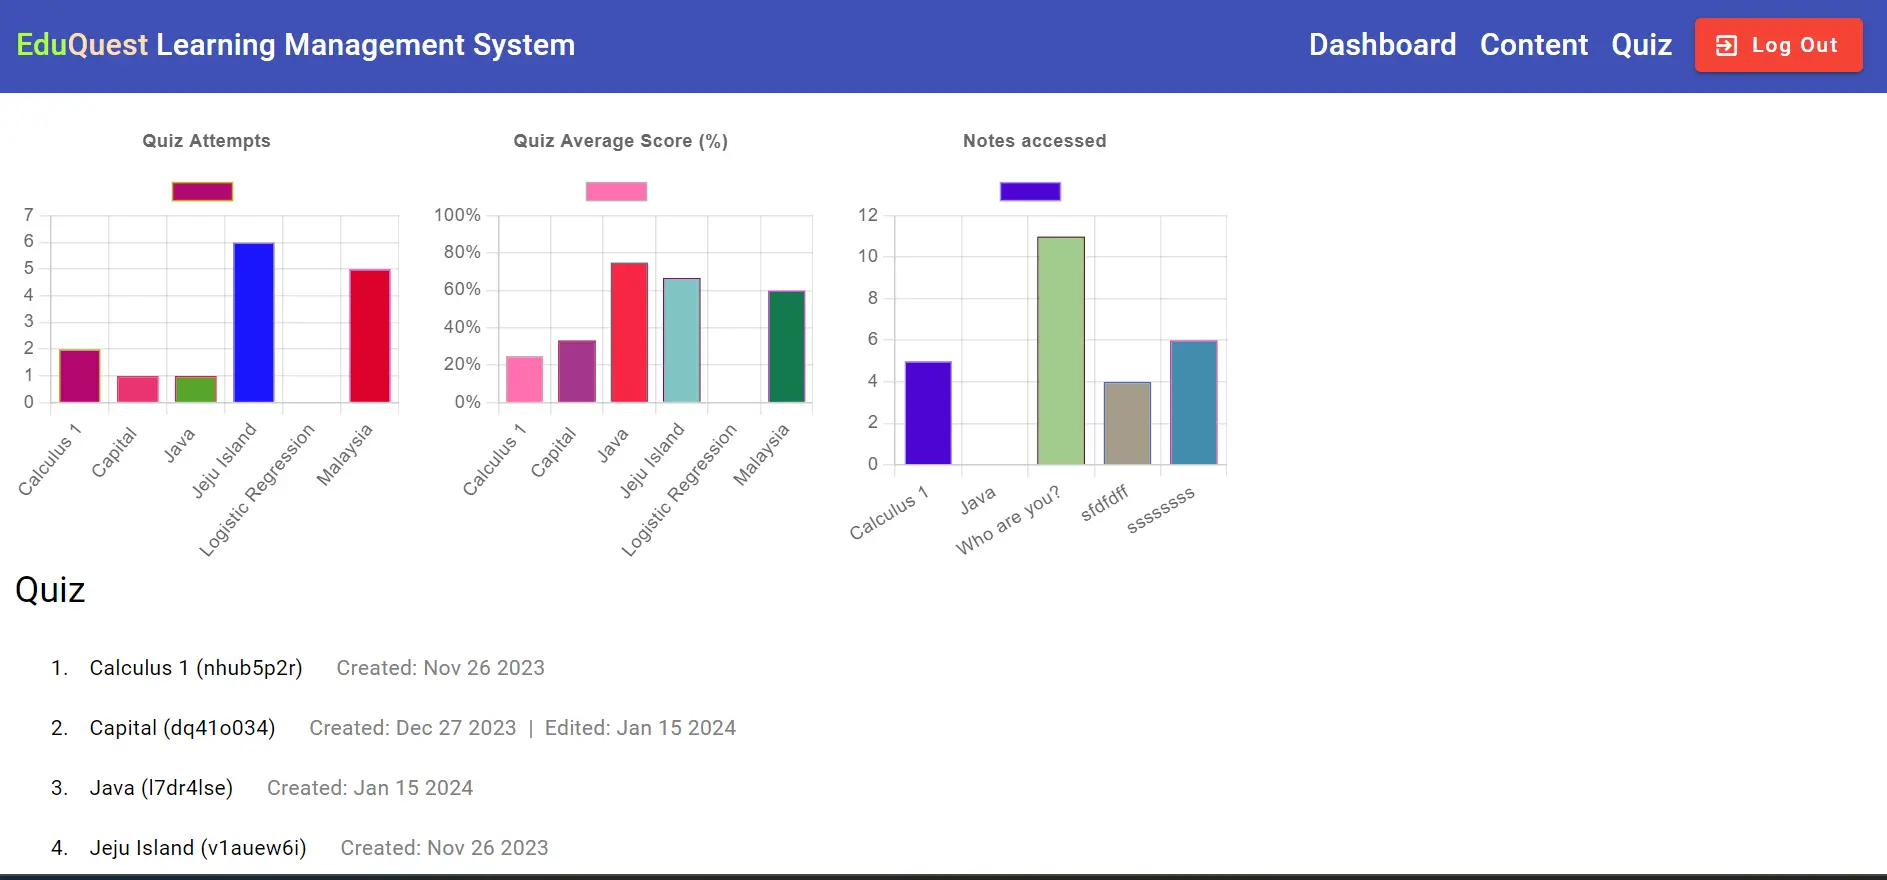 EduQuest Learning Management System
Dashboard Content Quiz Log Out
Quiz Attempts
7
6
5
4
3
2
1
0
Calculus 1
Capital
Java
Jeju Island
Logistic Regression
Malaysia
Quiz Average Score (%)
100%
80%
60%
40%
20%
0%
Calculus 1
Capital
Java
Jeju Island
Logistic Regression
Malaysia
Notes accessed
12
10
8
6
4
2
0
Calculus 1
Java
Who are you?
sfdfdff
ssssssss
Quiz
1. Calculus 1 (nhub5p2r) Created: Nov 26 2023
2. Capital (dq41o034) Created: Dec 27 2023 | Edited: Jan 15 2024
3. Java (l7dr4lse) Created: Jan 15 2024
4. Jeju Island (v1auew6i) Created: Nov 26 2023